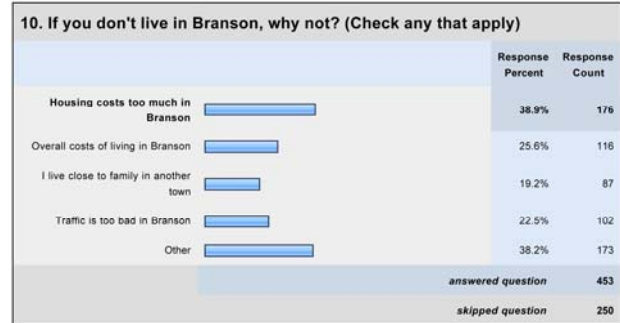 10. If you don't live in Branson, why not? (Check any that apply)
Response Response
Percent Count
Housing costs too much in
Branson 38.9% 176
Overall costs of living in Branson 25.6% 116
I live close to family in another
town 19.2% 87
Traffic is too bad in Branson 22.5% 102
Other 38.2% 173
answered question 453
skipped question 250